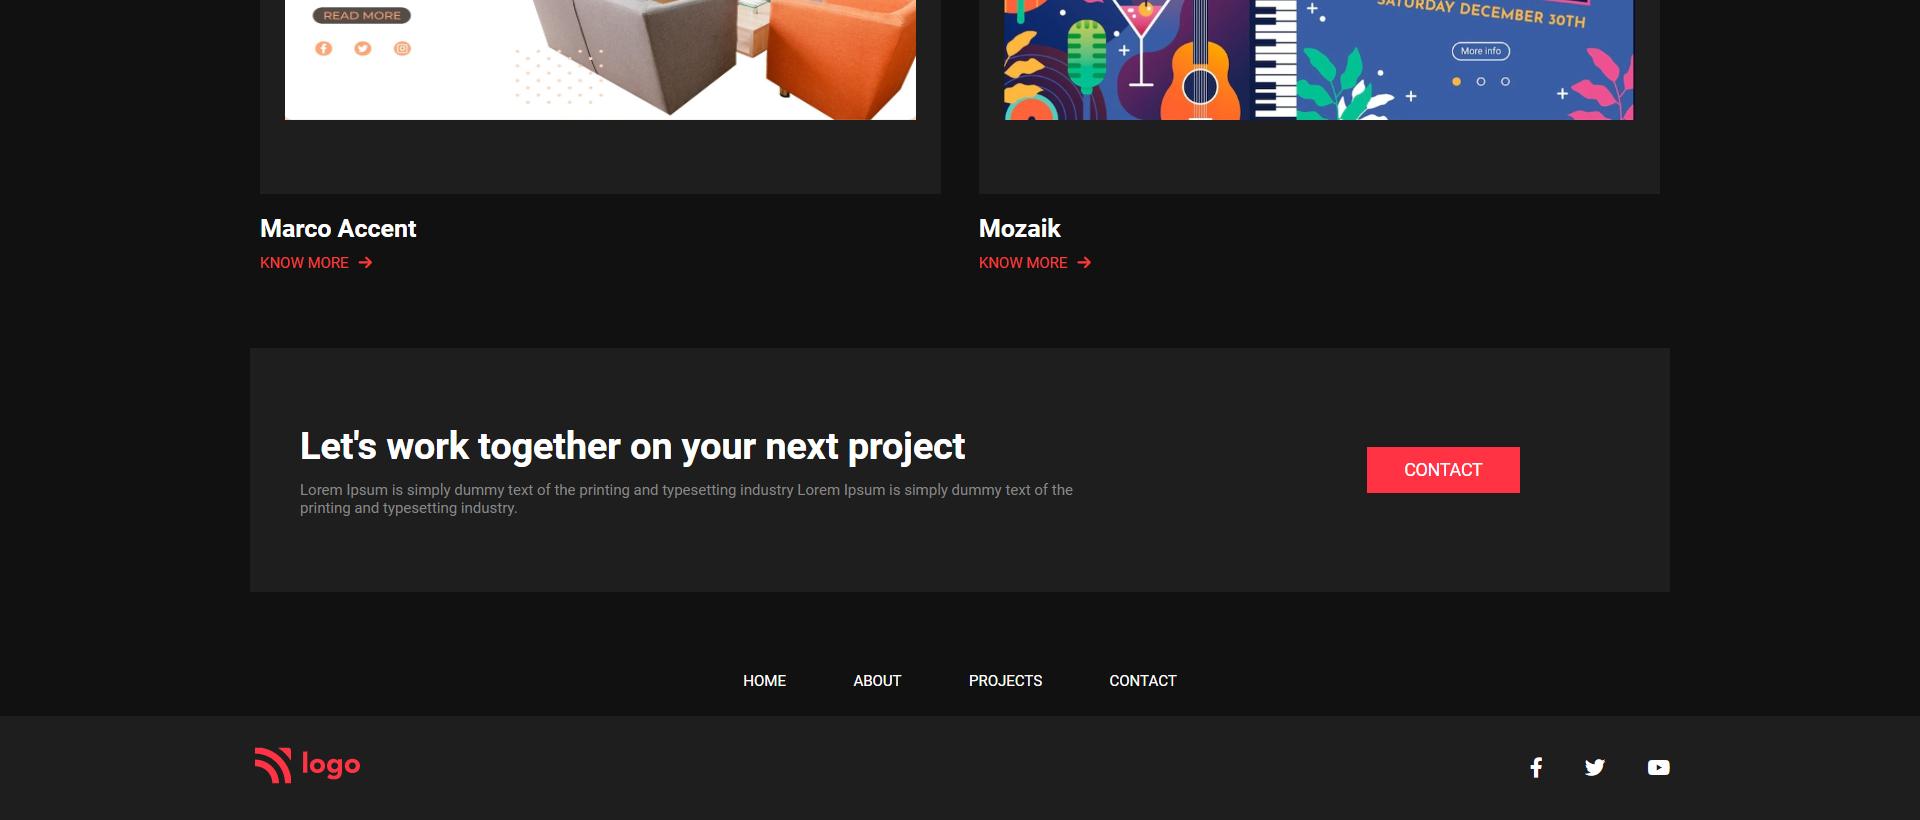 READ MORE
SATURDAY DECEMBER 30TH
More info
Marco Accent
KNOW MORE
Mozaik
KNOW MORE
Let's work together on your next project
Lorem Ipsum is simply dummy text of the printing and typesetting industry Lorem Ipsum is simply dummy text of the
printing and typesetting industry.
CONTACT
HOME
ABOUT
PROJECTS
CONTACT
logo